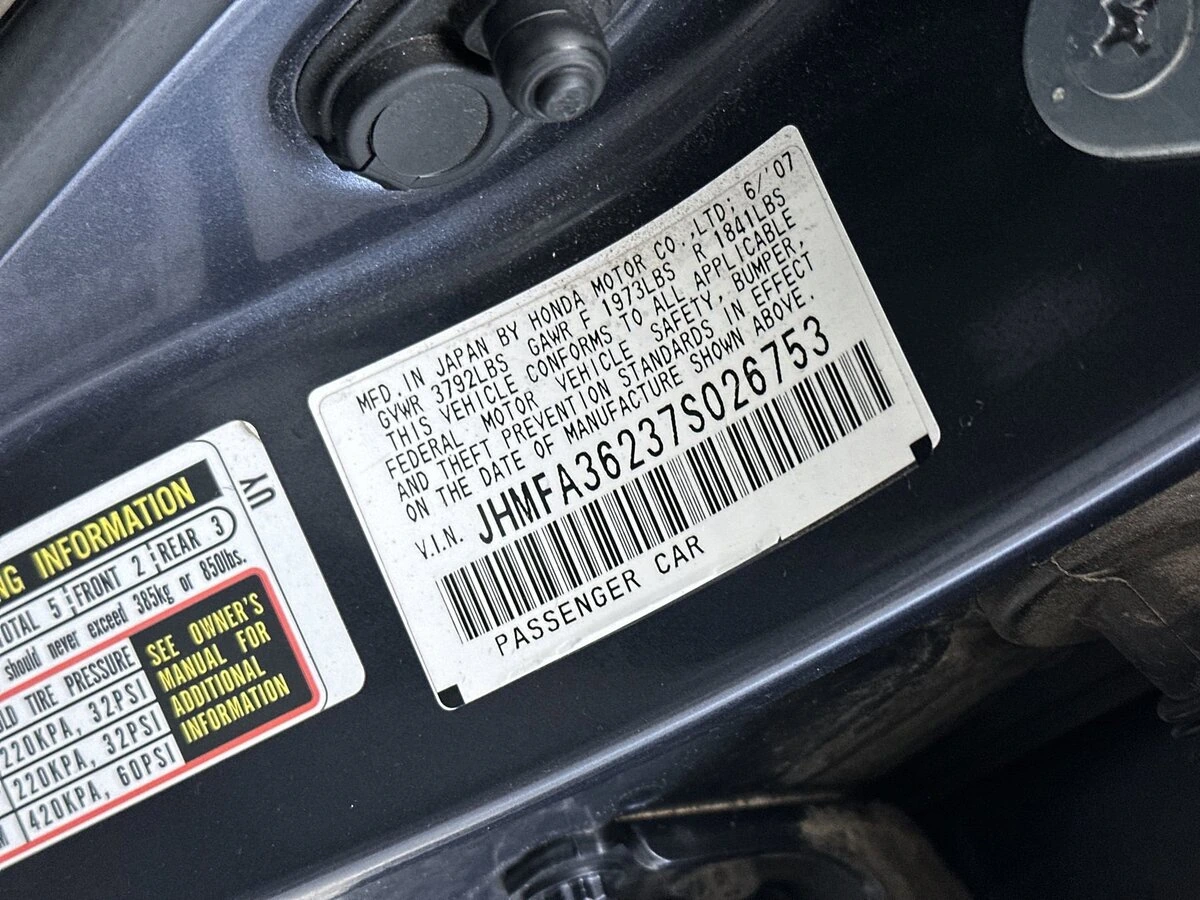 MFD. IN JAPAN BY HONDA MOTOR CO.,LTD; 6/'07
GVWR 3792LBS GAWR F 1973LBS R 1841LBS
THIS VEHICLE CONFORMS TO ALL APPLICABLE
FEDERAL MOTOR VEHICLE SAFETY, BUMPER,
AND THEFT PREVENTION STANDARDS IN EFFECT
ON THE DATE OF MANUFACTURE SHOWN ABOVE.
V.I.N. JHMFA36237S026753
PASSENGER CAR
INFORMATION
TOTAL 5 FRONT 2 REAR 3
should never exceed 385kg or 850lbs.
TIRE PRESSURE
220KPA, 32PSI
220KPA, 32PSI
420KPA, 60PSI
SEE OWNER'S
MANUAL FOR
ADDITIONAL
INFORMATION